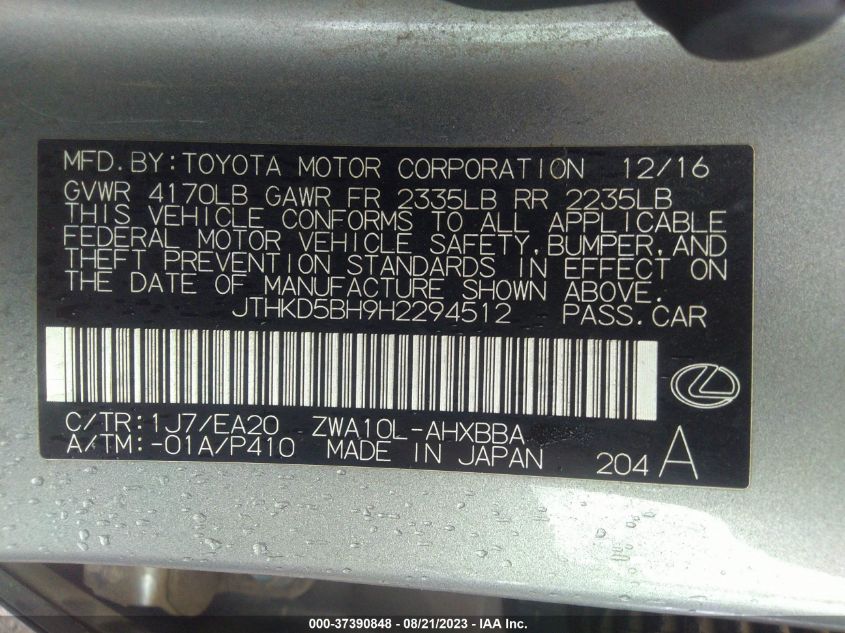 MFD.BY:TOYOTA MOTOR CORPORATION 12/16
GVWR 4170LB GAWR FR 2335LB RR 2235LB
THIS VEHICLE CONFORMS TO ALL APPLICABLE
FEDERAL MOTOR VEHICLE SAFETY,BUMPER,AND
THEFT PREVENTION STANDARDS IN EFFECT ON
THE DATE OF MANUFACTURE SHOWN ABOVE.
JTHKD5BH9H2294512 PASS.CAR
C/TR:1J7/EA20 ZWA10L-AHXBBA
A/TM:-01A/P410 MADE IN JAPAN 204 A
000-37390848 - 08/21/2023 - IAA Inc.